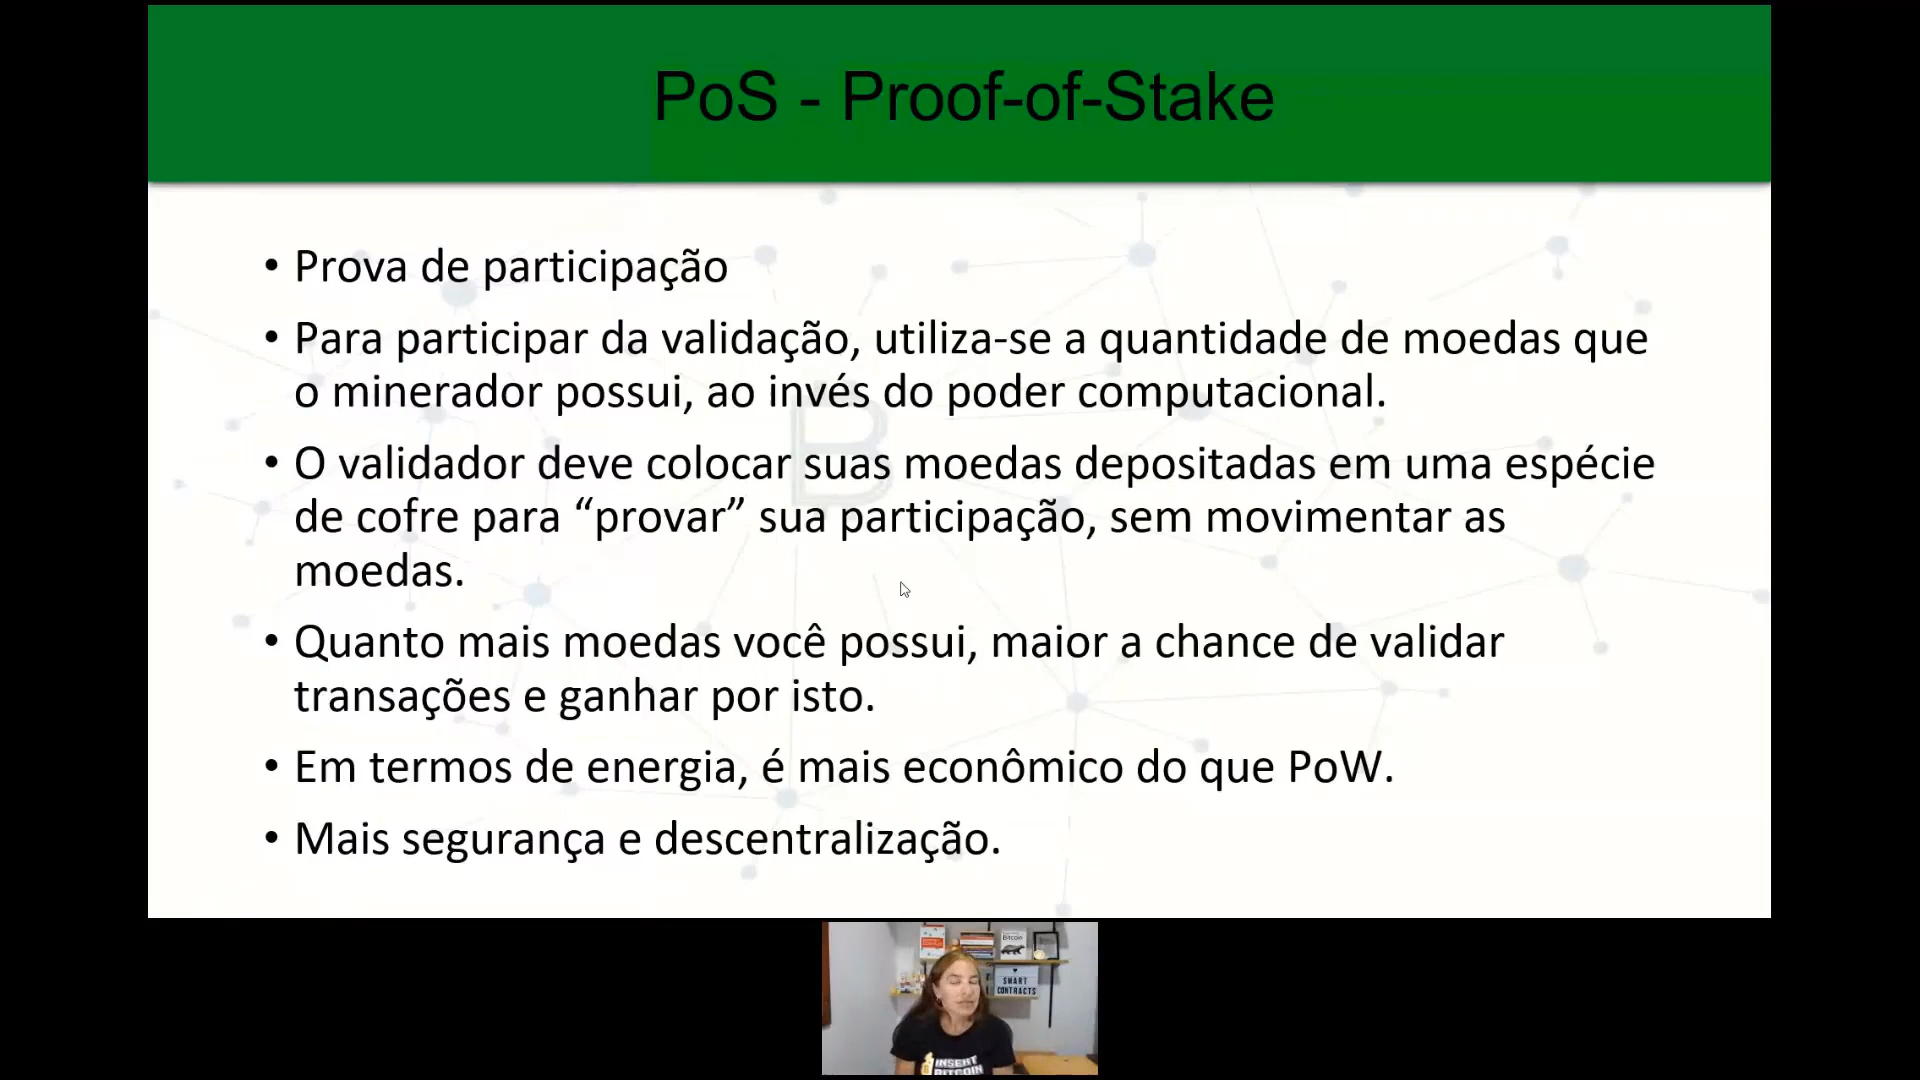 PoS - Proof-of-Stake
• Prova de participação
• Para participar da validação, utiliza-se a quantidade de moedas que
o minerador possui, ao invés do poder computacional.
• O validador deve colocar suas moedas depositadas em uma espécie
de cofre para “provar” sua participação, sem movimentar as
moedas.
• Quanto mais moedas você possui, maior a chance de validar
transações e ganhar por isto.
• Em termos de energia, é mais econômico do que PoW.
• Mais segurança e descentralização.
Bitcoin
SMART
CONTRACTS
INSERT
BITCOIN